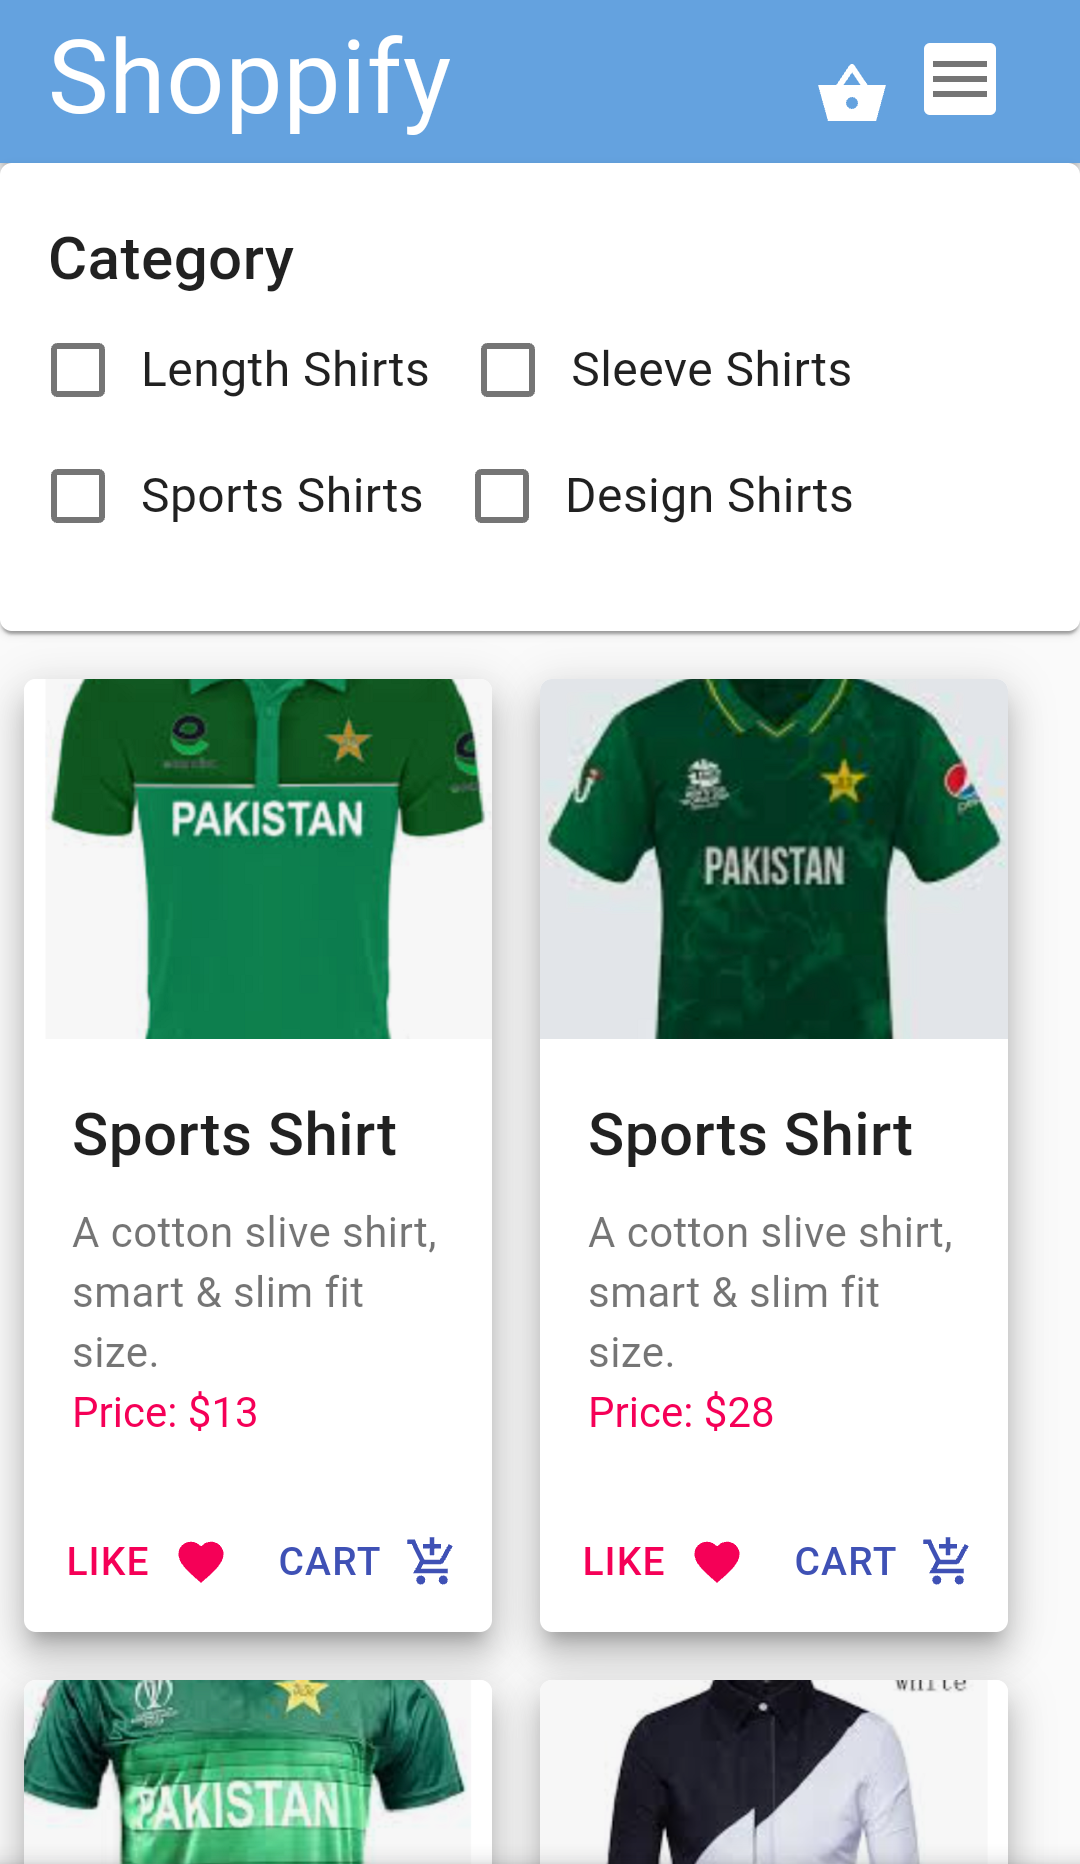 Shoppify
Category
Length Shirts
Sleeve Shirts
Sports Shirts
Design Shirts
PAKISTAN
PAKISTAN
Sports Shirt
A cotton slive shirt,
smart & slim fit
size.
Price: $13
LIKE
CART
Sports Shirt
A cotton slive shirt,
smart & slim fit
size.
Price: $28
LIKE
CART
PAKISTAN
white